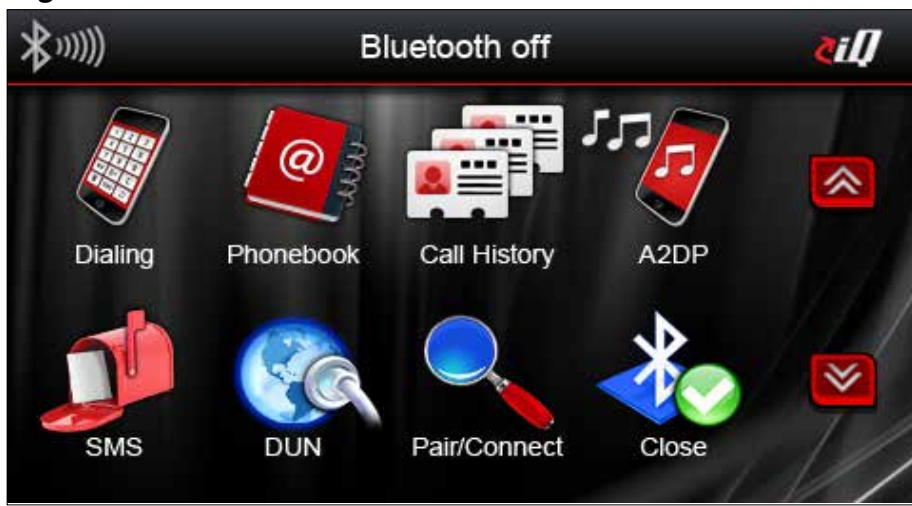 Bluetooth off
iQ
Dialing
Phonebook
Call History
A2DP
SMS
DUN
Pair/Connect
Close